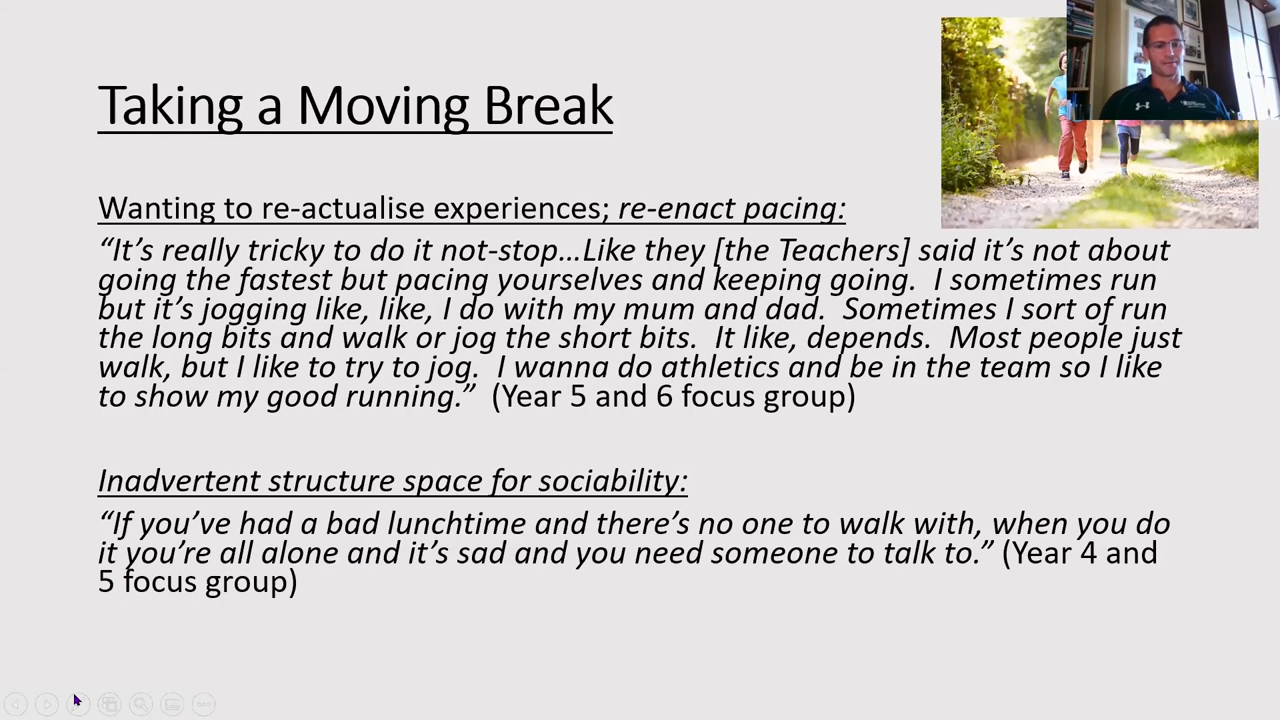 Taking a Moving Break
Wanting to re-actualise experiences; re-enact pacing:
“It’s really tricky to do it not-stop…Like they [the Teachers] said it’s not about
going the fastest but pacing yourselves and keeping going.  I sometimes run
but it’s jogging like, like, I do with my mum and dad.  Sometimes I sort of run
the long bits and walk or jog the short bits.  It like, depends.  Most people just
walk, but I like to try to jog.  I wanna do athletics and be in the team so I like
to show my good running.”  (Year 5 and 6 focus group)
Inadvertent structure space for sociability:
“If you’ve had a bad lunchtime and there’s no one to walk with, when you do
it you’re all alone and it’s sad and you need someone to talk to.” (Year 4 and
5 focus group)